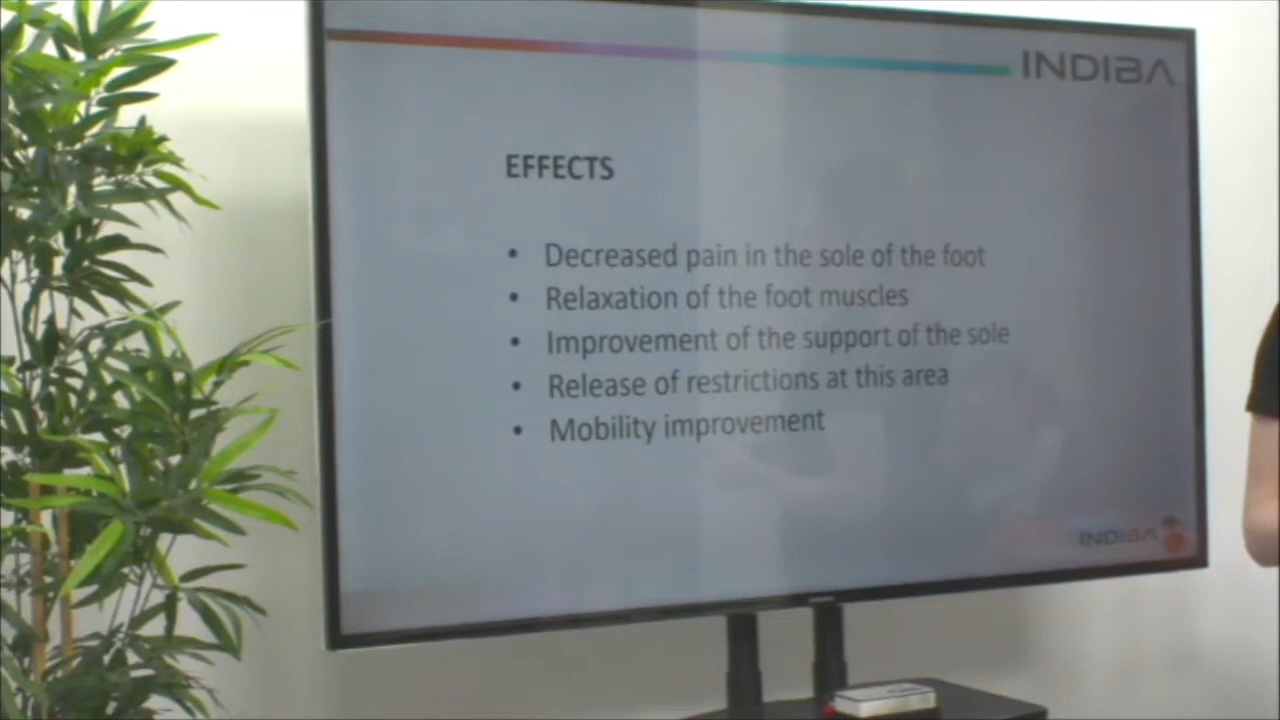 INDIBA
EFFECTS
• Decreased pain in the sole of the foot
• Relaxation of the foot muscles
• Improvement of the support of the sole
• Release of restrictions at this area
• Mobility improvement
INDIBA